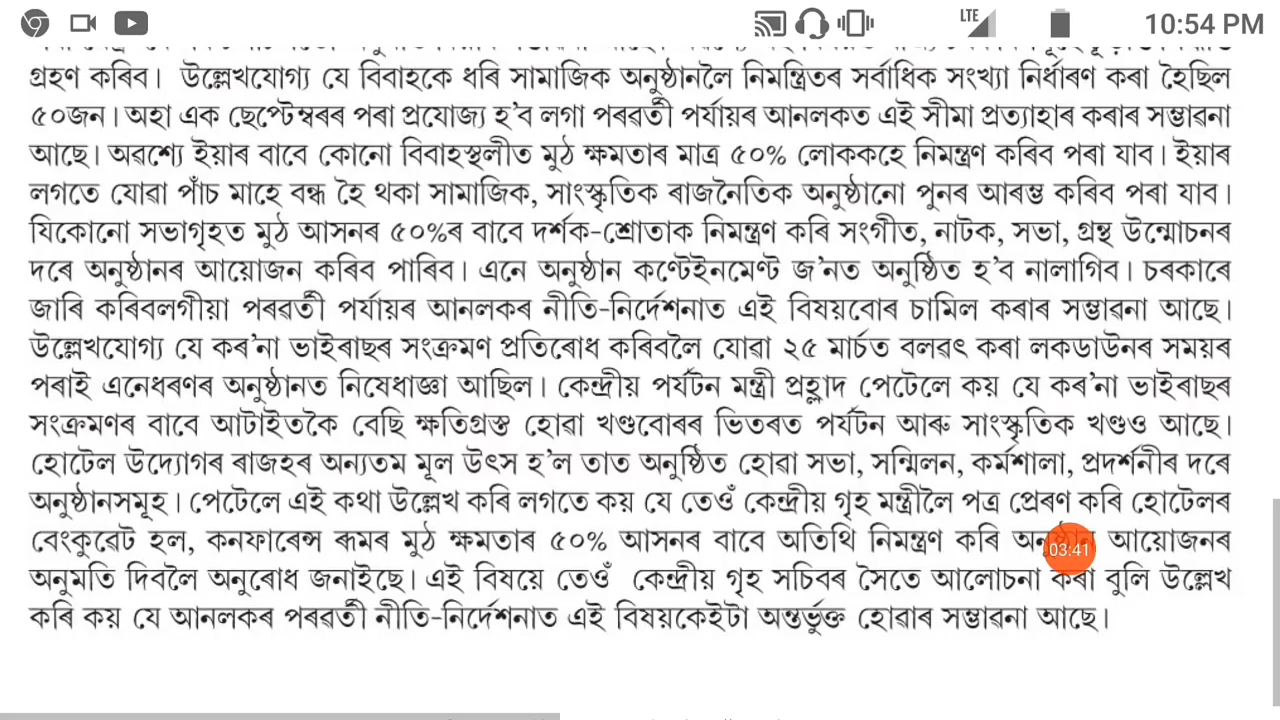 LTE 10:54 PM
গ্ৰহণ কৰিব। উল্লেখযোগ্য যে বিবাহকে ধৰি সামাজিক অনুষ্ঠানলৈ নিমন্ত্ৰিতৰ সৰ্বাধিক সংখ্যা নিৰ্ধাৰণ কৰা হৈছিল
৫০জন। অহা এক ছেপ্টেম্বৰৰ পৰা প্ৰযোজ্য হ'ব লগা পৰৱৰ্তী পৰ্যায়ৰ আনলকত এই সীমা প্ৰত্যাহাৰ কৰাৰ সম্ভাৱনা
আছে। অৱশ্যে ইয়াৰ বাবে কোনো বিবাহস্থলীত মুঠ ক্ষমতাৰ মাত্ৰ ৫০% লোককহে নিমন্ত্ৰণ কৰিব পৰা যাব। ইয়াৰ
লগতে যোৱা পাঁচ মাহে বন্ধ হৈ থকা সামাজিক, সাংস্কৃতিক ৰাজনৈতিক অনুষ্ঠানো পুনৰ আৰম্ভ কৰিব পৰা যাব।
যিকোনো সভাগৃহত মুঠ আসনৰ ৫০%ৰ বাবে দৰ্শক-শ্ৰোতাক নিমন্ত্ৰণ কৰি সংগীত, নাটক, সভা, গ্ৰন্থ উন্মোচনৰ
দৰে অনুষ্ঠানৰ আয়োজন কৰিব পাৰিব। এনে অনুষ্ঠান কণ্টেইনমেণ্ট জ'নত অনুষ্ঠিত হ'ব নালাগিব। চৰকাৰে
জাৰি কৰিবলগীয়া পৰৱৰ্তী পৰ্যায়ৰ আনলকৰ নীতি-নিৰ্দেশনাত এই বিষয়বোৰ চামিল কৰাৰ সম্ভাৱনা আছে।
উল্লেখযোগ্য যে কৰ'না ভাইৰাছৰ সংক্ৰমণ প্ৰতিৰোধ কৰিবলৈ যোৱা ২৫ মাৰ্চত বলৱৎ কৰা লকডাউনৰ সময়ৰ
পৰাই এনেধৰণৰ অনুষ্ঠানত নিষেধাজ্ঞা আছিল। কেন্দ্ৰীয় পৰ্যটন মন্ত্ৰী প্ৰহ্লাদ পেটেলে কয় যে কৰ'না ভাইৰাছৰ
সংক্ৰমণৰ বাবে আটাইতকৈ বেছি ক্ষতিগ্ৰস্ত হোৱা খণ্ডবোৰৰ ভিতৰত পৰ্যটন আৰু সাংস্কৃতিক খণ্ডও আছে।
হোটেল উদ্যোগৰ ৰাজহৰ অন্যতম মূল উৎস হ'ল তাত অনুষ্ঠিত হোৱা সভা, সন্মিলন, কৰ্মশালা, প্ৰদৰ্শনীৰ দৰে
অনুষ্ঠানসমূহ। পেটেলে এই কথা উল্লেখ কৰি লগতে কয় যে তেওঁ কেন্দ্ৰীয় গৃহ মন্ত্ৰীলৈ পত্ৰ প্ৰেৰণ কৰি হোটেলৰ
বেংকুৱেট হল, কনফাৰেন্স ৰূমৰ মুঠ ক্ষমতাৰ ৫০% আসনৰ বাবে অতিথি নিমন্ত্ৰণ কৰি 03:41 আয়োজনৰ
অনুমতি দিবলৈ অনুৰোধ জনাইছে। এই বিষয়ে তেওঁ কেন্দ্ৰীয় গৃহ সচিবৰ সৈতে আলোচনা কৰা বুলি উল্লেখ
কৰি কয় যে আনলকৰ পৰৱৰ্তী নীতি-নিৰ্দেশনাত এই বিষয়কেইটা অন্তৰ্ভুক্ত হোৱাৰ সম্ভাৱনা আছে।